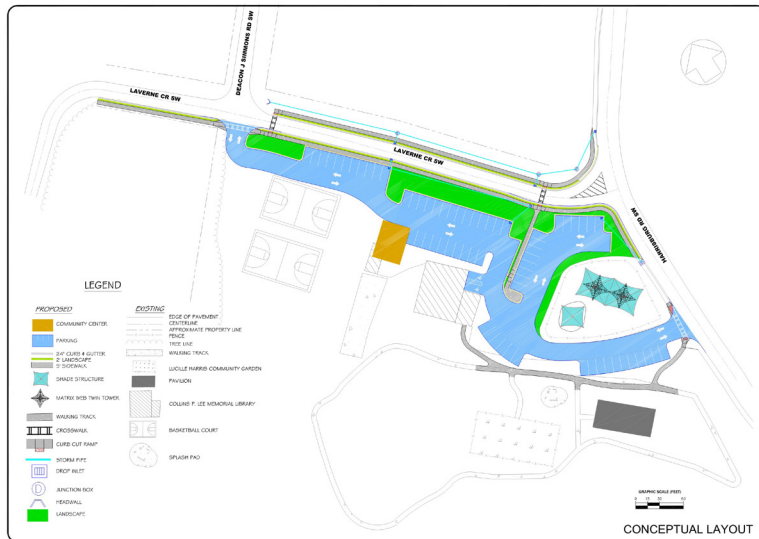 DEACON J SIMMONS RD SW
LAVERNE CR SW
LAVERNE CR SW
HARRISBURG RD SW
LEGEND
PROPOSED
COMMUNITY CENTER
PARKING
24" CURB & GUTTER
2' LANDSCAPE
5' SIDEWALK
SHADE STRUCTURE
MATRIX WEB TWIN TOWER
WALKING TRACK
CROSSWALK
CURB CUT RAMP
STORM PIPE
DROP INLET
JUNCTION BOX
HEADWALL
LANDSCAPE
EXISTING
EDGE OF PAVEMENT
CENTERLINE
APPROXIMATE PROPERTY LINE
FENCE
TREE LINE
WALKING TRACK
LUCILLE HARRIS COMMUNITY GARDEN
PAVILION
COLLINS P. LEE MEMORIAL LIBRARY
BASKETBALL COURT
SPLASH PAD
GRAPHIC SCALE (FEET)
CONCEPTUAL LAYOUT